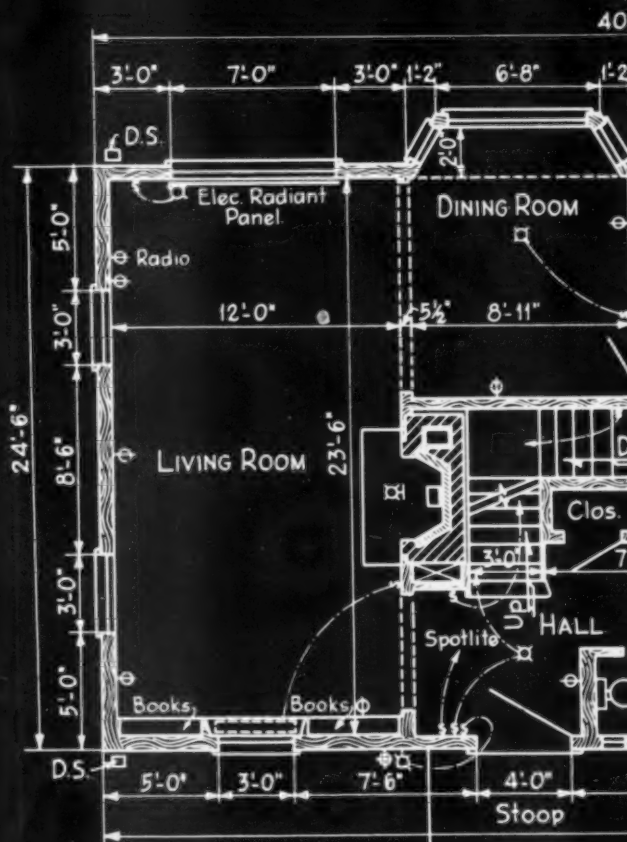 40
3'-0"
7'-0"
3'-0"
1'-2"
6'-8"
1'-2
D.S.
2'-0
Elec. Radiant
Panel
DINING ROOM
5'-0"
Radio
12'-0"
5½"
8'-11"
3'-0"
24'-6"
8'-6"
LIVING ROOM
23'-6"
D
Clos.
3'-0"
7
3'-0"
UP
HALL
Spotlite
5'-0"
Books
Books
S
SSS
D.S.
5'-0"
3'-0"
7'-6"
4'-0"
Stoop